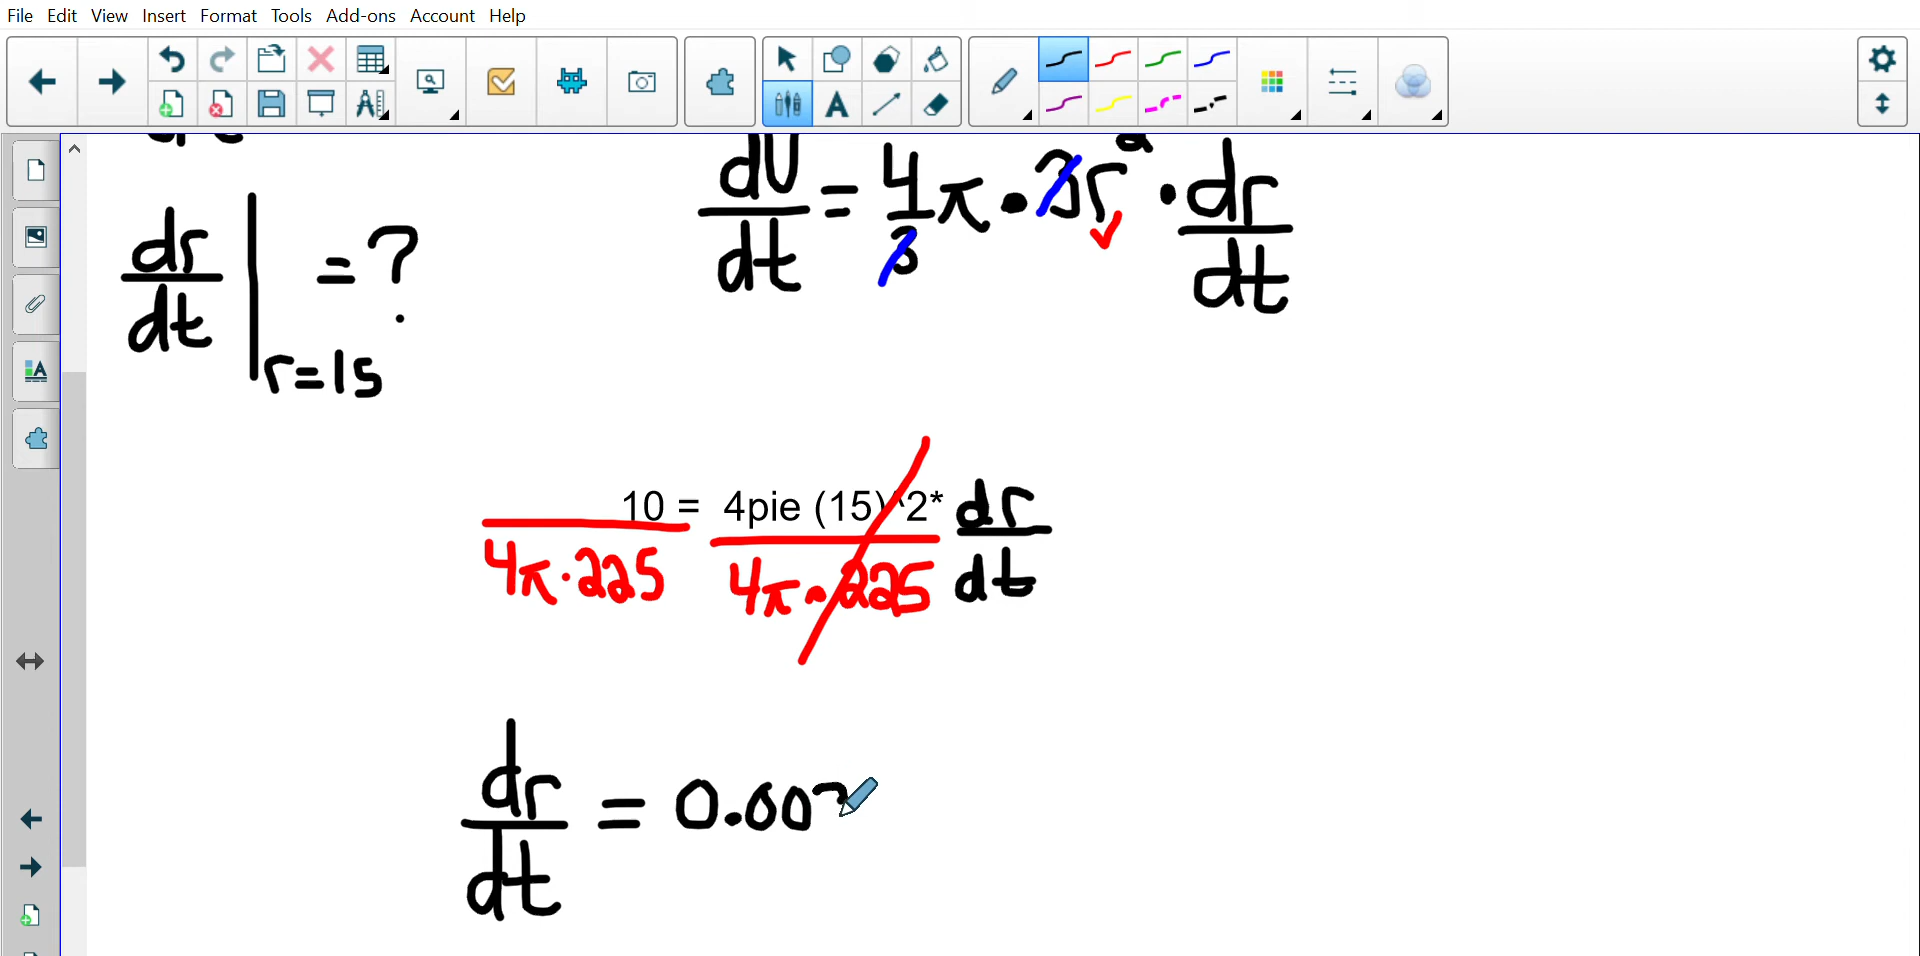 File Edit View Insert Format Tools Add-ons Account Help
dV/dt = 4/3 π • 3r² • dr/dt
dr/dt | r=15 = ?
10 = 4pie (15)^2* dr/dt
4π·225 4π·225
dr/dt = 0.00